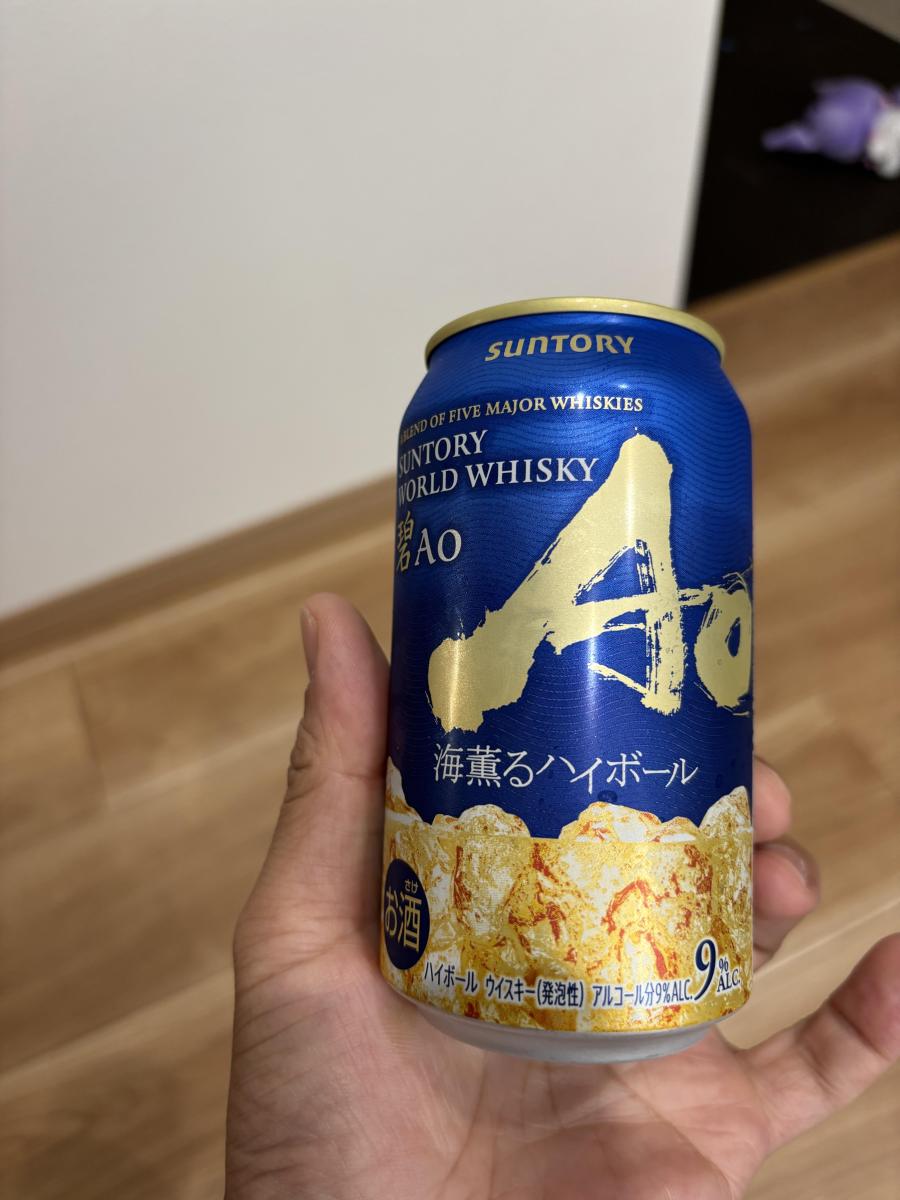 SUNTORY
A BLEND OF FIVE MAJOR WHISKIES
SUNTORY
WORLD WHISKY
碧Ao
Ao
海薫るハイボール
さけ
お酒
ハイボール ウイスキー(発泡性) アルコール分9%ALC.
9%ALC.